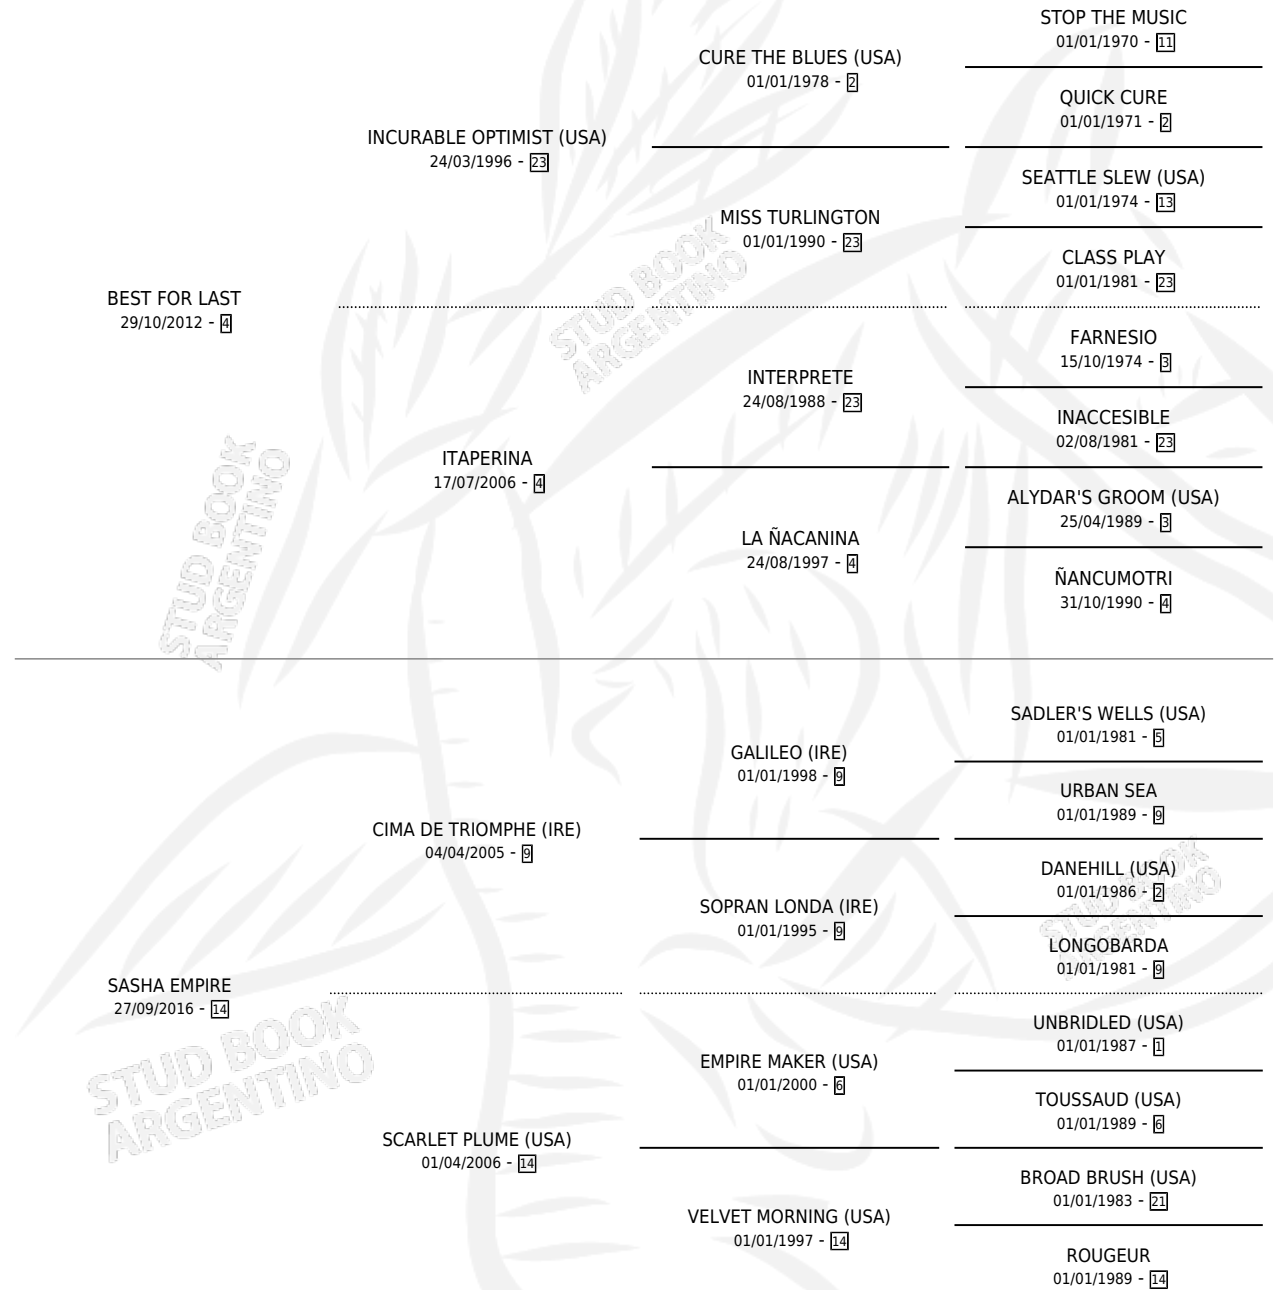 STOP THE MUSIC
01/01/1970 - 11
CURE THE BLUES (USA)
01/01/1978 - 2
QUICK CURE
01/01/1971 - 2
INCURABLE OPTIMIST (USA)
24/03/1996 - 23
SEATTLE SLEW (USA)
01/01/1974 - 13
MISS TURLINGTON
01/01/1990 - 23
CLASS PLAY
01/01/1981 - 23
BEST FOR LAST
29/10/2012 - 4
STUD BOOK
ARGENTINO
FARNESIO
15/10/1974 - 3
INTERPRETE
24/08/1988 - 23
INACCESIBLE
02/08/1981 - 23
ITAPERINA
17/07/2006 - 4
ALYDAR'S GROOM (USA)
25/04/1989 - 3
LA ÑACANINA
24/08/1997 - 4
ÑANCUMOTRI
31/10/1990 - 4
STUD BOOK
ARGENTINO
SADLER'S WELLS (USA)
01/01/1981 - 5
GALILEO (IRE)
01/01/1998 - 9
URBAN SEA
01/01/1989 - 9
CIMA DE TRIOMPHE (IRE)
04/04/2005 - 9
DANEHILL (USA)
01/01/1986 - 2
SOPRAN LONDA (IRE)
01/01/1995 - 9
STUD BOOK
ARGENTINO
LONGOBARDA
01/01/1981 - 9
SASHA EMPIRE
27/09/2016 - 14
STUD BOOK
ARGENTINO
UNBRIDLED (USA)
01/01/1987 - 1
EMPIRE MAKER (USA)
01/01/2000 - 6
TOUSSAUD (USA)
01/01/1989 - 6
SCARLET PLUME (USA)
01/04/2006 - 14
BROAD BRUSH (USA)
01/01/1983 - 21
VELVET MORNING (USA)
01/01/1997 - 14
ROUGEUR
01/01/1989 - 14